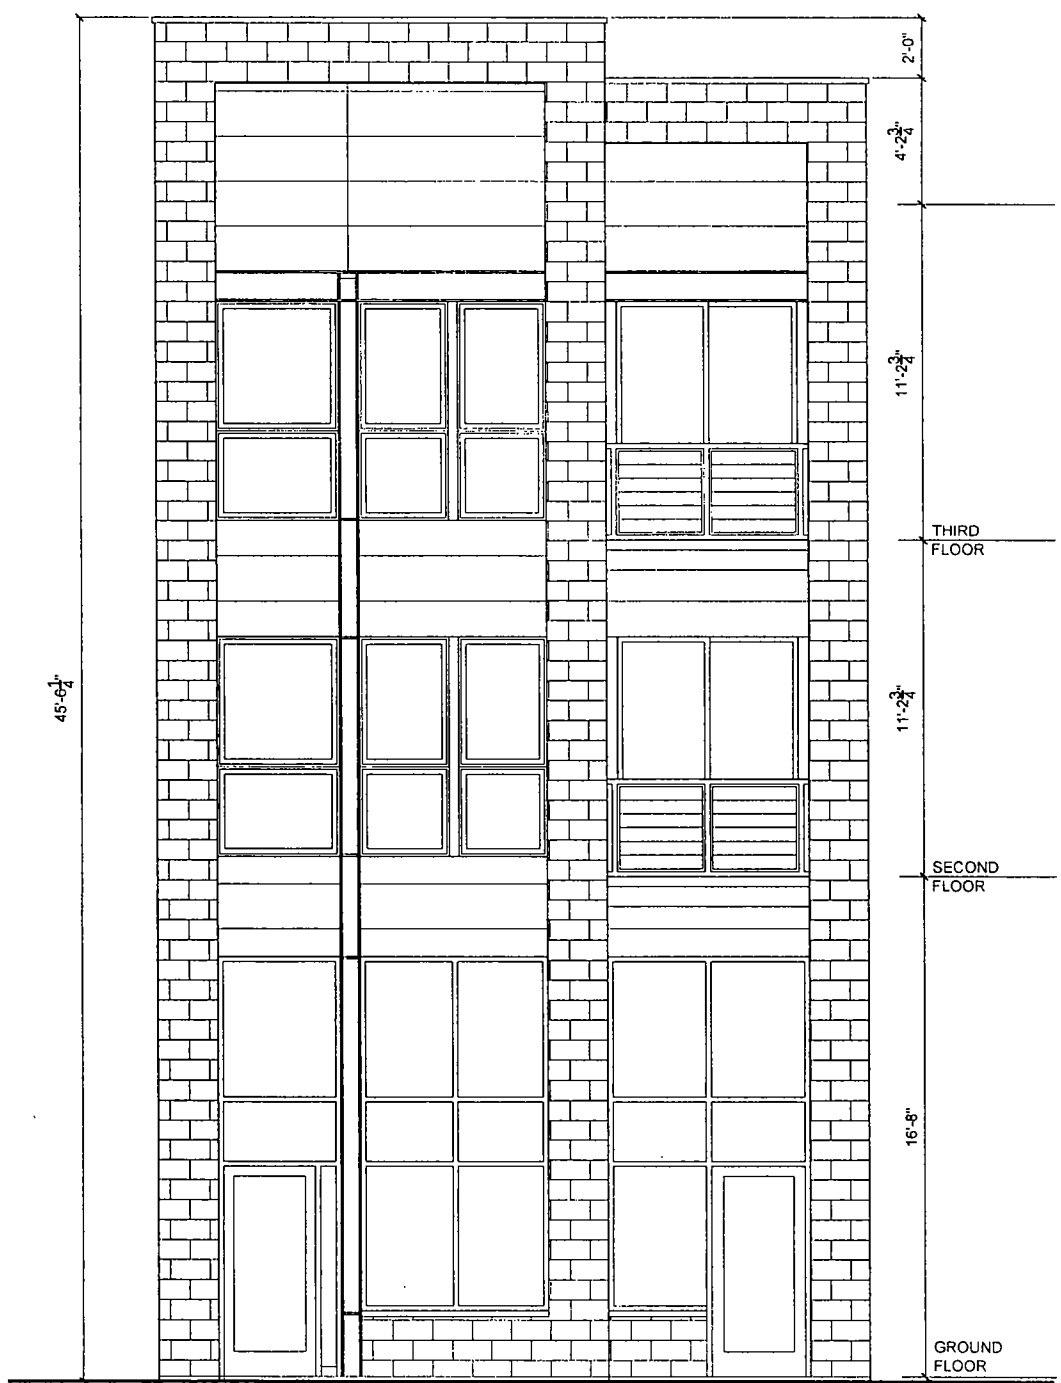 2'-0"
4'-2 3/4"
11'-2 3/4"
THIRD
FLOOR
45'-6 1/4"
11'-2 3/4"
SECOND
FLOOR
16'-8"
GROUND
FLOOR